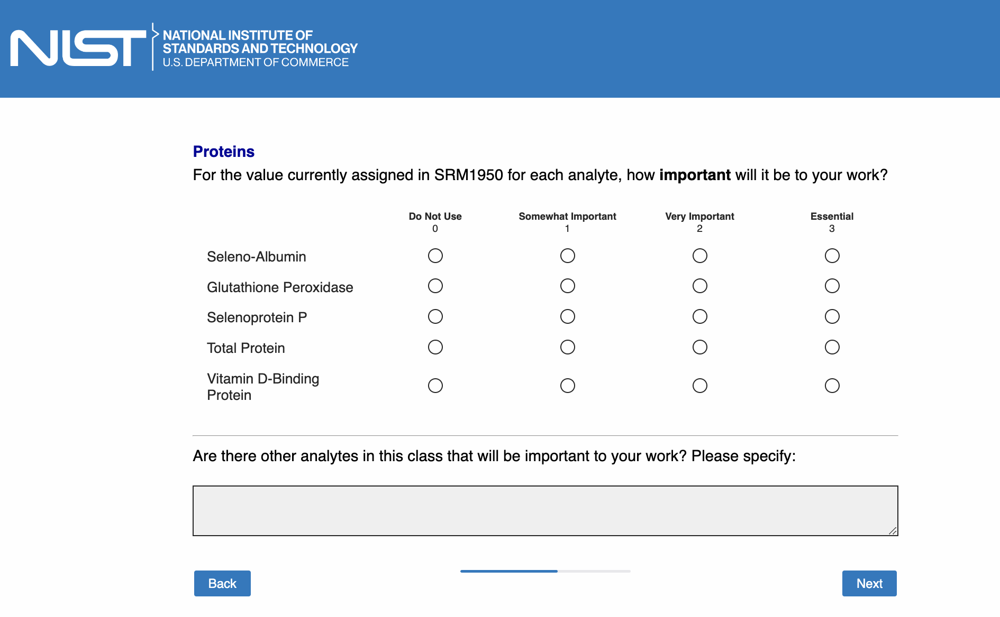 NIST
NATIONAL INSTITUTE OF
STANDARDS AND TECHNOLOGY
U.S. DEPARTMENT OF COMMERCE
Proteins
For the value currently assigned in SRM1950 for each analyte, how important will it be to your work?
Do Not Use Somewhat Important Very Important Essential
0 1 2 3
Seleno-Albumin
Glutathione Peroxidase
Selenoprotein P
Total Protein
Vitamin D-Binding
Protein
Are there other analytes in this class that will be important to your work? Please specify:
Back Next